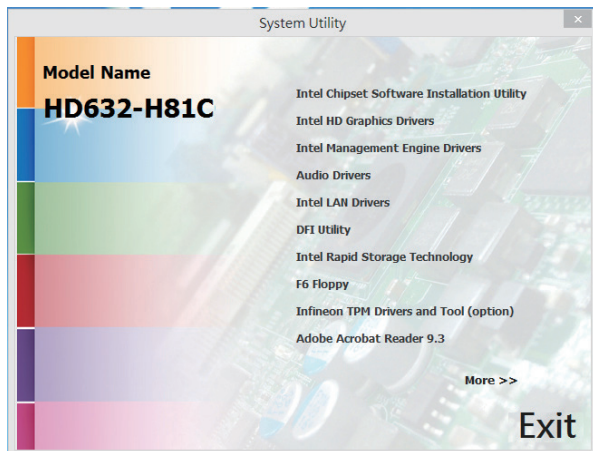 System Utility
Model Name
HD632-H81C
Intel Chipset Software Installation Utility
Intel HD Graphics Drivers
Intel Management Engine Drivers
Audio Drivers
Intel LAN Drivers
DFI Utility
Intel Rapid Storage Technology
F6 Floppy
Infineon TPM Drivers and Tool (option)
Adobe Acrobat Reader 9.3
More >>
Exit